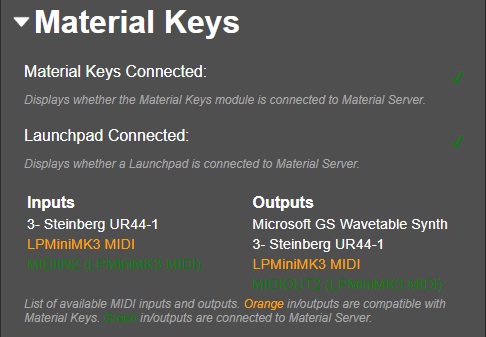 Material Keys
Material Keys Connected:
Displays whether the Material Keys module is connected to Material Server.
Launchpad Connected:
Displays whether a Launchpad is connected to Material Server.
Inputs
3- Steinberg UR44-1
LPMiniMK3 MIDI
MIDIIN2 (LPMiniMK3 MIDI)
Outputs
Microsoft GS Wavetable Synth
3- Steinberg UR44-1
LPMiniMK3 MIDI
MIDIOUT2 (LPMiniMK3 MIDI)
List of available MIDI inputs and outputs. Orange in/outputs are compatible with
Material Keys. Green in/outputs are connected to Material Server.